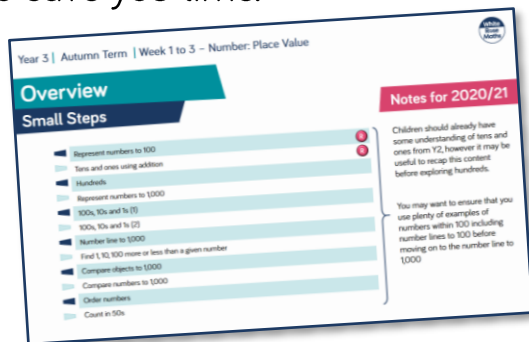 to save you time.
White
Rose
Maths
Year 3 | Autumn Term | Week 1 to 3 – Number: Place Value
Overview
Small Steps
Represent numbers to 100
Tens and ones using addition
Hundreds
Represent numbers to 1,000
100s, 10s and 1s (1)
100s, 10s and 1s (2)
Number line to 1,000
Find 1, 10, 100 more or less than a given number
Compare objects to 1,000
Compare numbers to 1,000
Order numbers
Count in 50s
R
R
Notes for 2020/21
Children should already have
some understanding of tens and
ones from Y2, however it may be
useful to recap this content
before exploring hundreds.
You may want to ensure that you
use plenty of examples of
numbers within 100 including
number lines to 100 before
moving on to the number line to
1,000